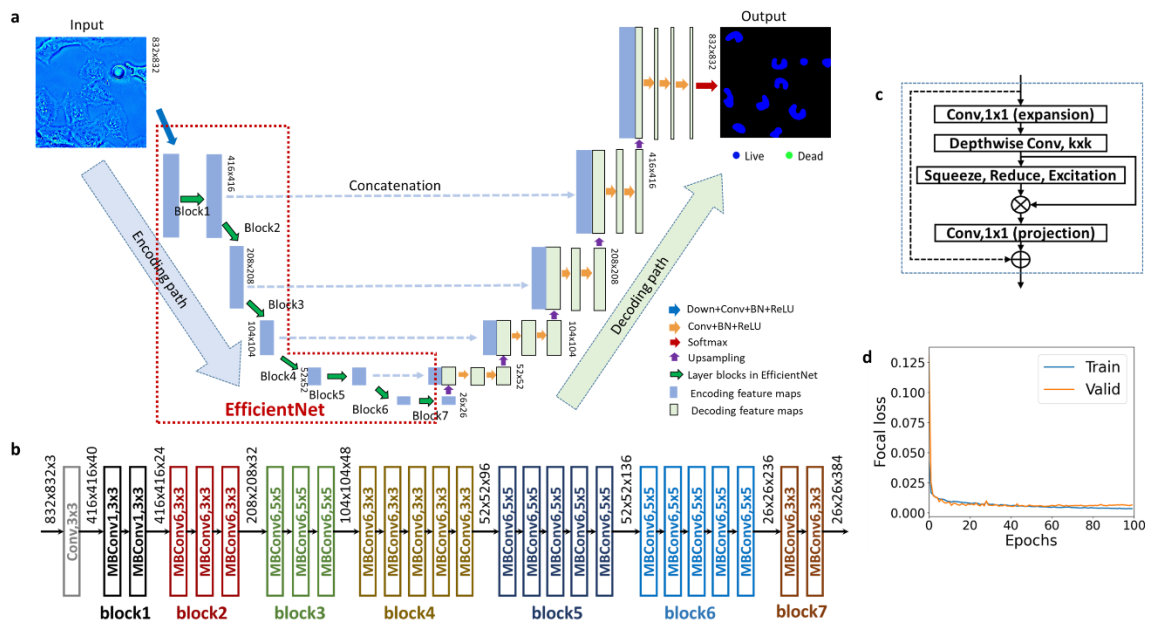 a
Input
832x832
Output
832x832
Live
Dead
416x416
Block1
Concatenation
416x416
Block2
208x208
208x208
Block3
104x104
104x104
Block4
52x52
Block5
52x52
Block6
Block7
26x26
Encoding path
Decoding path
EfficientNet
Down+Conv+BN+ReLU
Conv+BN+ReLU
Softmax
Upsampling
Layer blocks in EfficientNet
Encoding feature maps
Decoding feature maps
c
Conv,1x1 (expansion)
Depthwise Conv, kxk
Squeeze, Reduce, Excitation
Conv,1x1 (projection)
d
Focal loss
0.125
0.100
0.075
0.050
0.025
0.000
0
20
40
60
80
100
Epochs
Train
Valid
b
832x832x3
Conv,3x3
416x416x40
MBConv1,3x3
MBConv1,3x3
416x416x24
MBConv6,3x3
MBConv6,3x3
MBConv6,3x3
208x208x32
MBConv6,5x5
MBConv6,5x5
MBConv6,5x5
104x104x48
MBConv6,3x3
MBConv6,3x3
MBConv6,3x3
MBConv6,3x3
MBConv6,3x3
52x52x96
MBConv6,5x5
MBConv6,5x5
MBConv6,5x5
MBConv6,5x5
MBConv6,5x5
52x52x136
MBConv6,5x5
MBConv6,5x5
MBConv6,5x5
MBConv6,5x5
MBConv6,5x5
26x26x236
MBConv6,3x3
MBConv6,3x3
26x26x384
block1
block2
block3
block4
block5
block6
block7